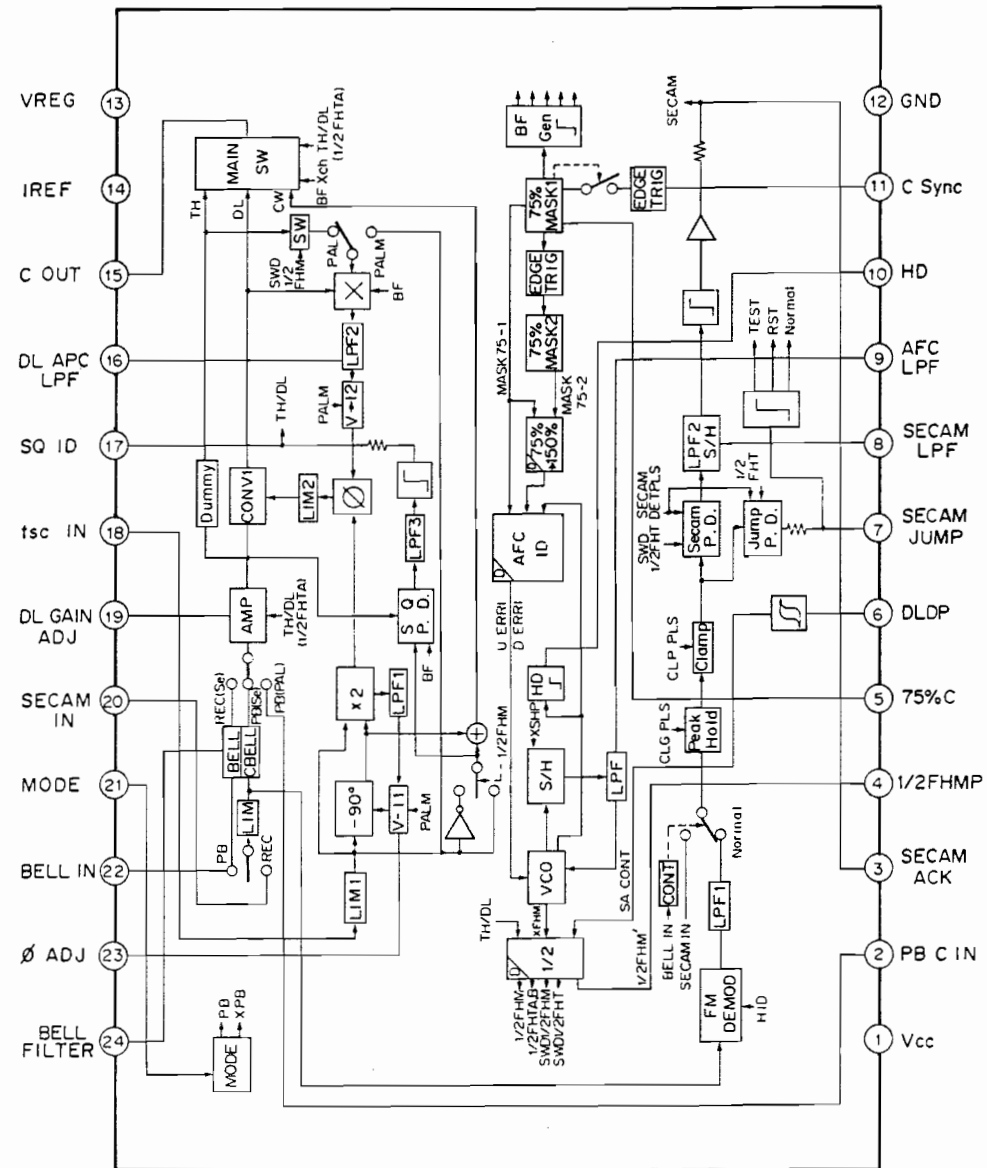 VREG
13
IREF
14
C OUT
15
DL APC
LPF
16
SQ ID
17
tsc IN
18
DL GAIN
ADJ
19
SECAM
IN
20
MODE
21
BELL IN
22
Ø ADJ
23
BELL
FILTER
24
12
GND
11
C Sync
10
HD
9
AFC
LPF
8
SECAM
LPF
7
SECAM
JUMP
6
DLDP
5
75%C
4
1/2FHMP
3
SECAM
ACK
2
PB C IN
1
Vcc
MAIN
SW
TH
DL
CW
BF Xch TH/DL
(1/2FHTA)
SW
SWD
1/2
FHM
PAL
PALM
X
BF
LPF2
V-I2
PALM
TH/DL
Dummy
CONV1
LIM2
Ø
LPF3
AMP
TH/DL
(1/2FHTA)
S Q
P. D.
BF
REC(Se)
PB(Se)
PB(PAL)
BELL
CBELL
LIM
PB
REC
X2
LPF1
-90°
V-I1
PALM
LIM1
+
L-1/2FHM
MODE
PB
XPB
BF
Gen
75%
MASK1
EDGE
TRIG
EDGE
TRIG
75%
MASK2
MASK75-1
MASK
75-2
75%
+150%
D
AFC
ID
D
U ERRI
D ERRI
HD
XSHP
S/H
LPF
VCO
XFHM
SA CONT
TH/DL
1/2
D
1/2FHM'
1/2FHM
1/2FHTA,B
SWD1/2FHM
SWD1/2FHT
SECAM
TEST
RST
Normal
LPF2
S/H
SWD SECAM
1/2FHT DETPLS
Secam
P. D.
1/2
FHT
Jump
P. D.
CLP PLS
Clamp
CLG PLS
Peak
Hold
Normal
CONT
BELL IN
SECAM IN
LPF1
FM
DEMOD
HID